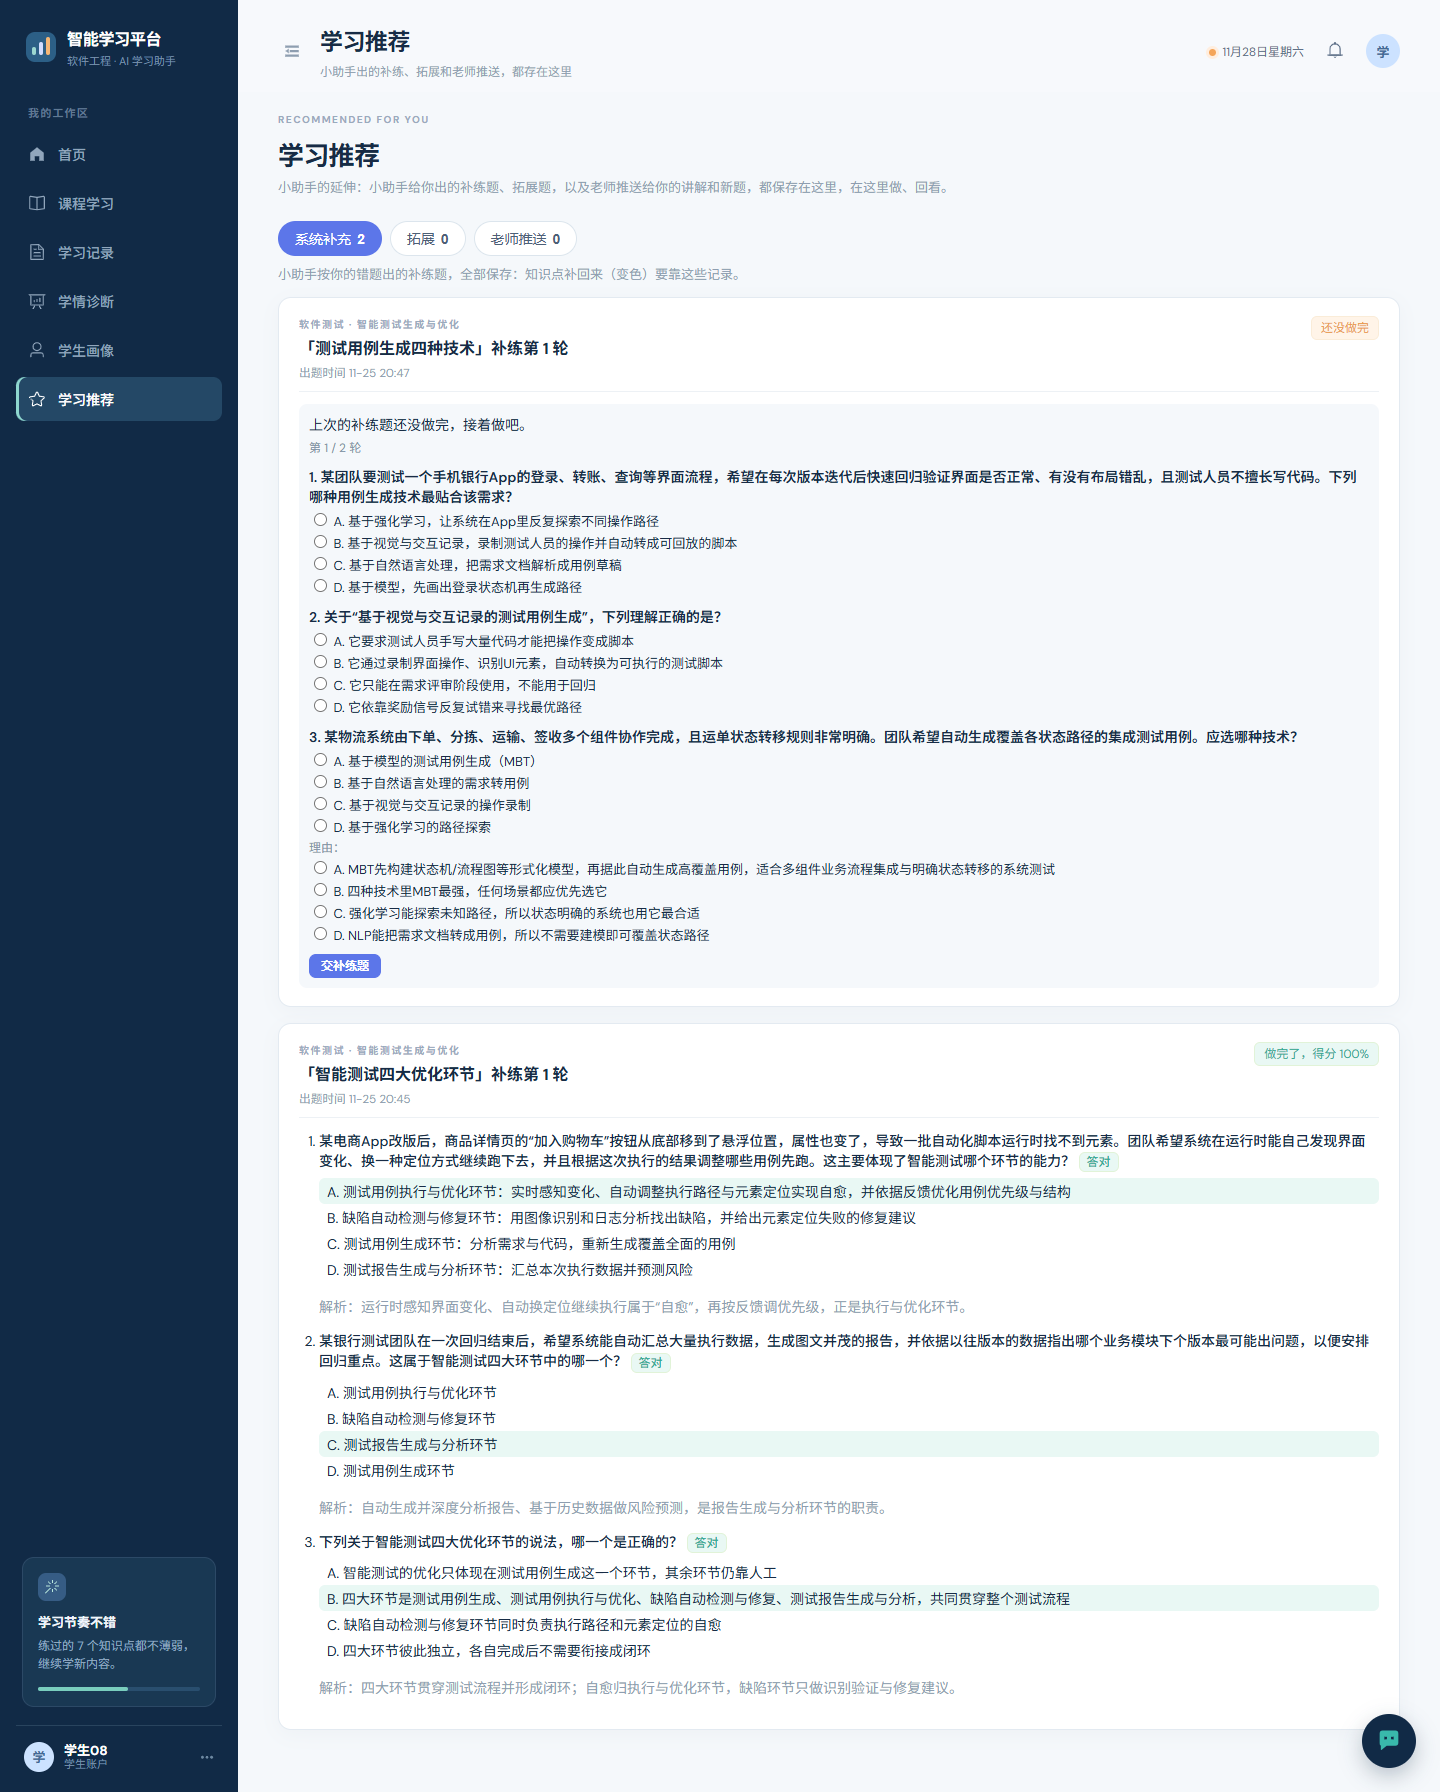 智能学习平台
软件工程 · AI 学习助手
我的工作区
首页
课程学习
学习记录
学情诊断
学生画像
学习推荐
学习节奏不错
练过的 7 个知识点都不薄弱，
继续学新内容。
学
学生08
学生账户
学习推荐
小助手出的补练、拓展和老师推送，都存在这里
11月28日星期六
学
RECOMMENDED FOR YOU
学习推荐
小助手的延伸：小助手给你出的补练题、拓展题，以及老师推送给你的讲解和新题，都保存在这里，在这里做、回看。
系统补充 2
拓展 0
老师推送 0
小助手按你的错题出的补练题，全部保存：知识点补回来（变色）要靠这些记录。
软件测试 · 智能测试生成与优化
「测试用例生成四种技术」补练第 1 轮
出题时间 11-25 20:47
还没做完
上次的补练题还没做完，接着做吧。
第 1 / 2 轮
1. 某团队要测试一个手机银行App的登录、转账、查询等界面流程，希望在每次版本迭代后快速回归验证界面是否正常、有没有布局错乱，且测试人员不擅长写代码。下列
哪种用例生成技术最贴合该需求？
A. 基于强化学习，让系统在App里反复探索不同操作路径
B. 基于视觉与交互记录，录制测试人员的操作并自动转成可回放的脚本
C. 基于自然语言处理，把需求文档解析成用例草稿
D. 基于模型，先画出登录状态机再生成路径
2. 关于“基于视觉与交互记录的测试用例生成”，下列理解正确的是？
A. 它要求测试人员手写大量代码才能把操作变成脚本
B. 它通过录制界面操作、识别UI元素，自动转换为可执行的测试脚本
C. 它只能在需求评审阶段使用，不能用于回归
D. 它依靠奖励信号反复试错来寻找最优路径
3. 某物流系统由下单、分拣、运输、签收多个组件协作完成，且运单状态转移规则非常明确。团队希望自动生成覆盖各状态路径的集成测试用例。应选哪种技术？
A. 基于模型的测试用例生成（MBT）
B. 基于自然语言处理的需求转用例
C. 基于视觉与交互记录的操作录制
D. 基于强化学习的路径探索
理由：
A. MBT先构建状态机/流程图等形式化模型，再据此自动生成高覆盖用例，适合多组件业务流程集成与明确状态转移的系统测试
B. 四种技术里MBT最强，任何场景都应优先选它
C. 强化学习能探索未知路径，所以状态明确的系统也用它最合适
D. NLP能把需求文档转成用例，所以不需要建模即可覆盖状态路径
交补练题
软件测试 · 智能测试生成与优化
「智能测试四大优化环节」补练第 1 轮
出题时间 11-25 20:45
做完了，得分 100%
1. 某电商App改版后，商品详情页的“加入购物车”按钮从底部移到了悬浮位置，属性也变了，导致一批自动化脚本运行时找不到元素。团队希望系统在运行时能自己发现界面
变化、换一种定位方式继续跑下去，并且根据这次执行的结果调整哪些用例先跑。这主要体现了智能测试哪个环节的能力？ 答对
A. 测试用例执行与优化环节：实时感知变化、自动调整执行路径与元素定位实现自愈，并依据反馈优化用例优先级与结构
B. 缺陷自动检测与修复环节：用图像识别和日志分析找出缺陷，并给出元素定位失败的修复建议
C. 测试用例生成环节：分析需求与代码，重新生成覆盖全面的用例
D. 测试报告生成与分析环节：汇总本次执行数据并预测风险
解析：运行时感知界面变化、自动换定位继续执行属于“自愈”，再按反馈调优先级，正是执行与优化环节。
2. 某银行测试团队在一次回归结束后，希望系统能自动汇总大量执行数据，生成图文并茂的报告，并依据以往版本的数据指出哪个业务模块下个版本最可能出问题，以便安排
回归重点。这属于智能测试四大环节中的哪一个？ 答对
A. 测试用例执行与优化环节
B. 缺陷自动检测与修复环节
C. 测试报告生成与分析环节
D. 测试用例生成环节
解析：自动生成并深度分析报告、基于历史数据做风险预测，是报告生成与分析环节的职责。
3. 下列关于智能测试四大优化环节的说法，哪一个是正确的？ 答对
A. 智能测试的优化只体现在测试用例生成这一个环节，其余环节仍靠人工
B. 四大环节是测试用例生成、测试用例执行与优化、缺陷自动检测与修复、测试报告生成与分析，共同贯穿整个测试流程
C. 缺陷自动检测与修复环节同时负责执行路径和元素定位的自愈
D. 四大环节彼此独立，各自完成后不需要衔接成闭环
解析：四大环节贯穿测试流程并形成闭环；自愈归执行与优化环节，缺陷环节只做识别验证与修复建议。